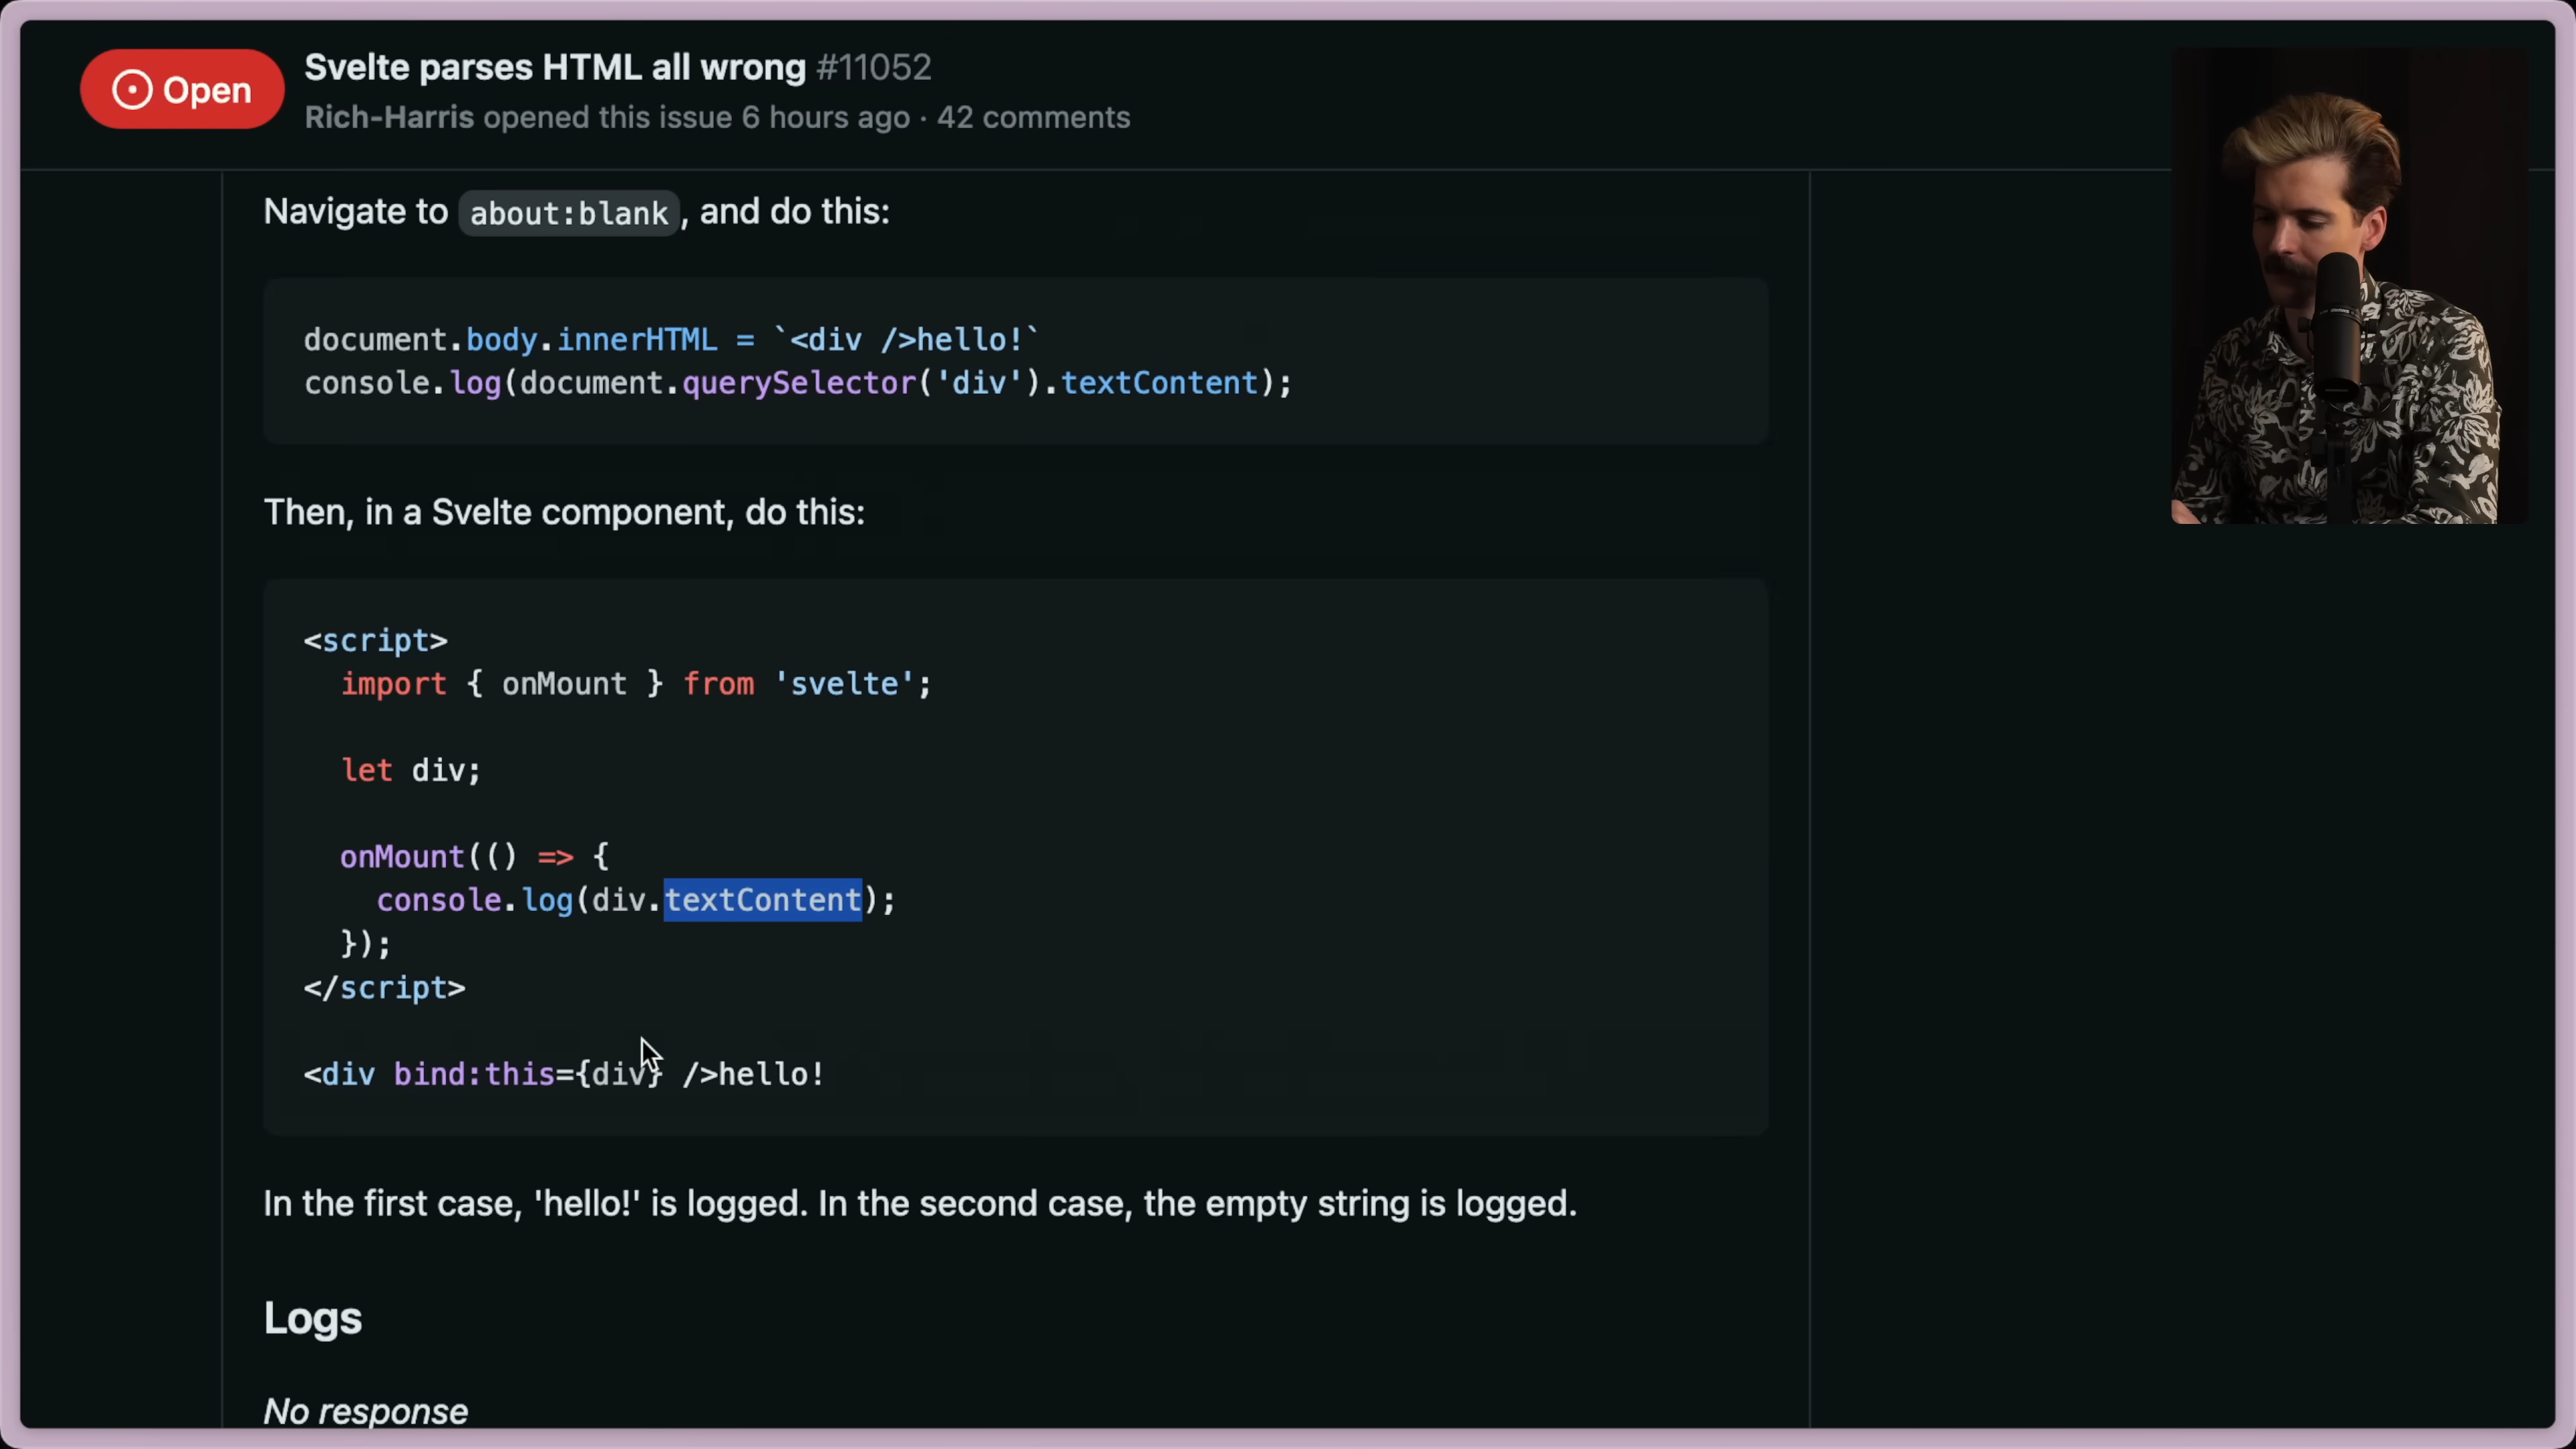 Open
Svelte parses HTML all wrong #11052
Rich-Harris opened this issue 6 hours ago · 42 comments
Navigate to about:blank, and do this:
document.body.innerHTML = `<div />hello!`
console.log(document.querySelector('div').textContent);
Then, in a Svelte component, do this:
<script>
import { onMount } from 'svelte';
let div;
onMount(() => {
console.log(div.textContent);
});
</script>
<div bind:this={div} />hello!
In the first case, 'hello!' is logged. In the second case, the empty string is logged.
Logs
No response